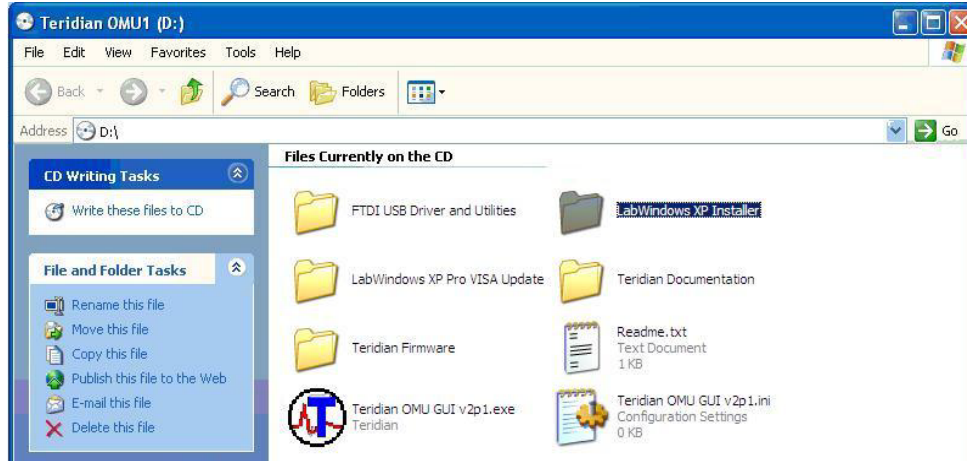 Teridian OMU1 (D:)
File Edit View Favorites Tools Help
Back Search Folders
Address D:\ Go
Files Currently on the CD
CD Writing Tasks
Write these files to CD
File and Folder Tasks
Rename this file
Move this file
Copy this file
Publish this file to the Web
E-mail this file
Delete this file
FTDI USB Driver and Utilities
LabWindows XP Installer
LabWindows XP Pro VISA Update
Teridian Documentation
Teridian Firmware
Readme.txt
Text Document
1 KB
Teridian OMU GUI v2p1.exe
Teridian
Teridian OMU GUI v2p1.ini
Configuration Settings
0 KB